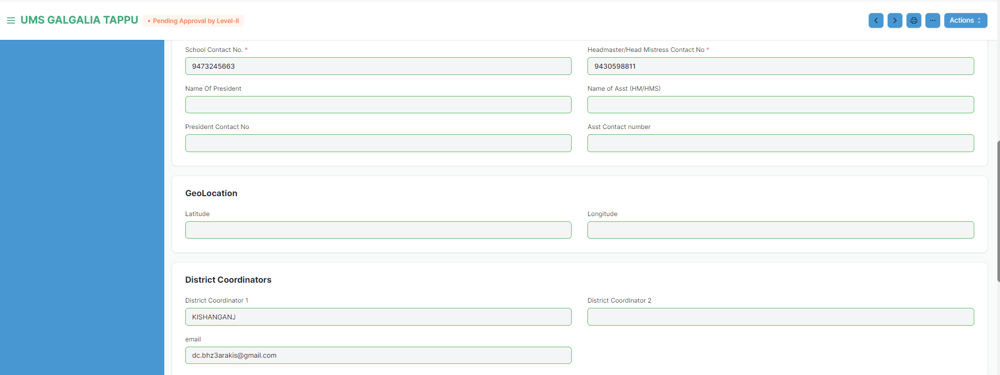 UMS GALGALIA TAPPU
• Pending Approval by Level-II
Actions
School Contact No. *
Headmaster/Head Mistress Contact No *
9473245663
9430598811
Name Of President
Name of Asst (HM/HMS)
President Contact No
Asst Contact number
GeoLocation
Latitude
Longitude
District Coordinators
District Coordinator 1
District Coordinator 2
KISHANGANJ
email
dc.bhz3arakis@gmail.com